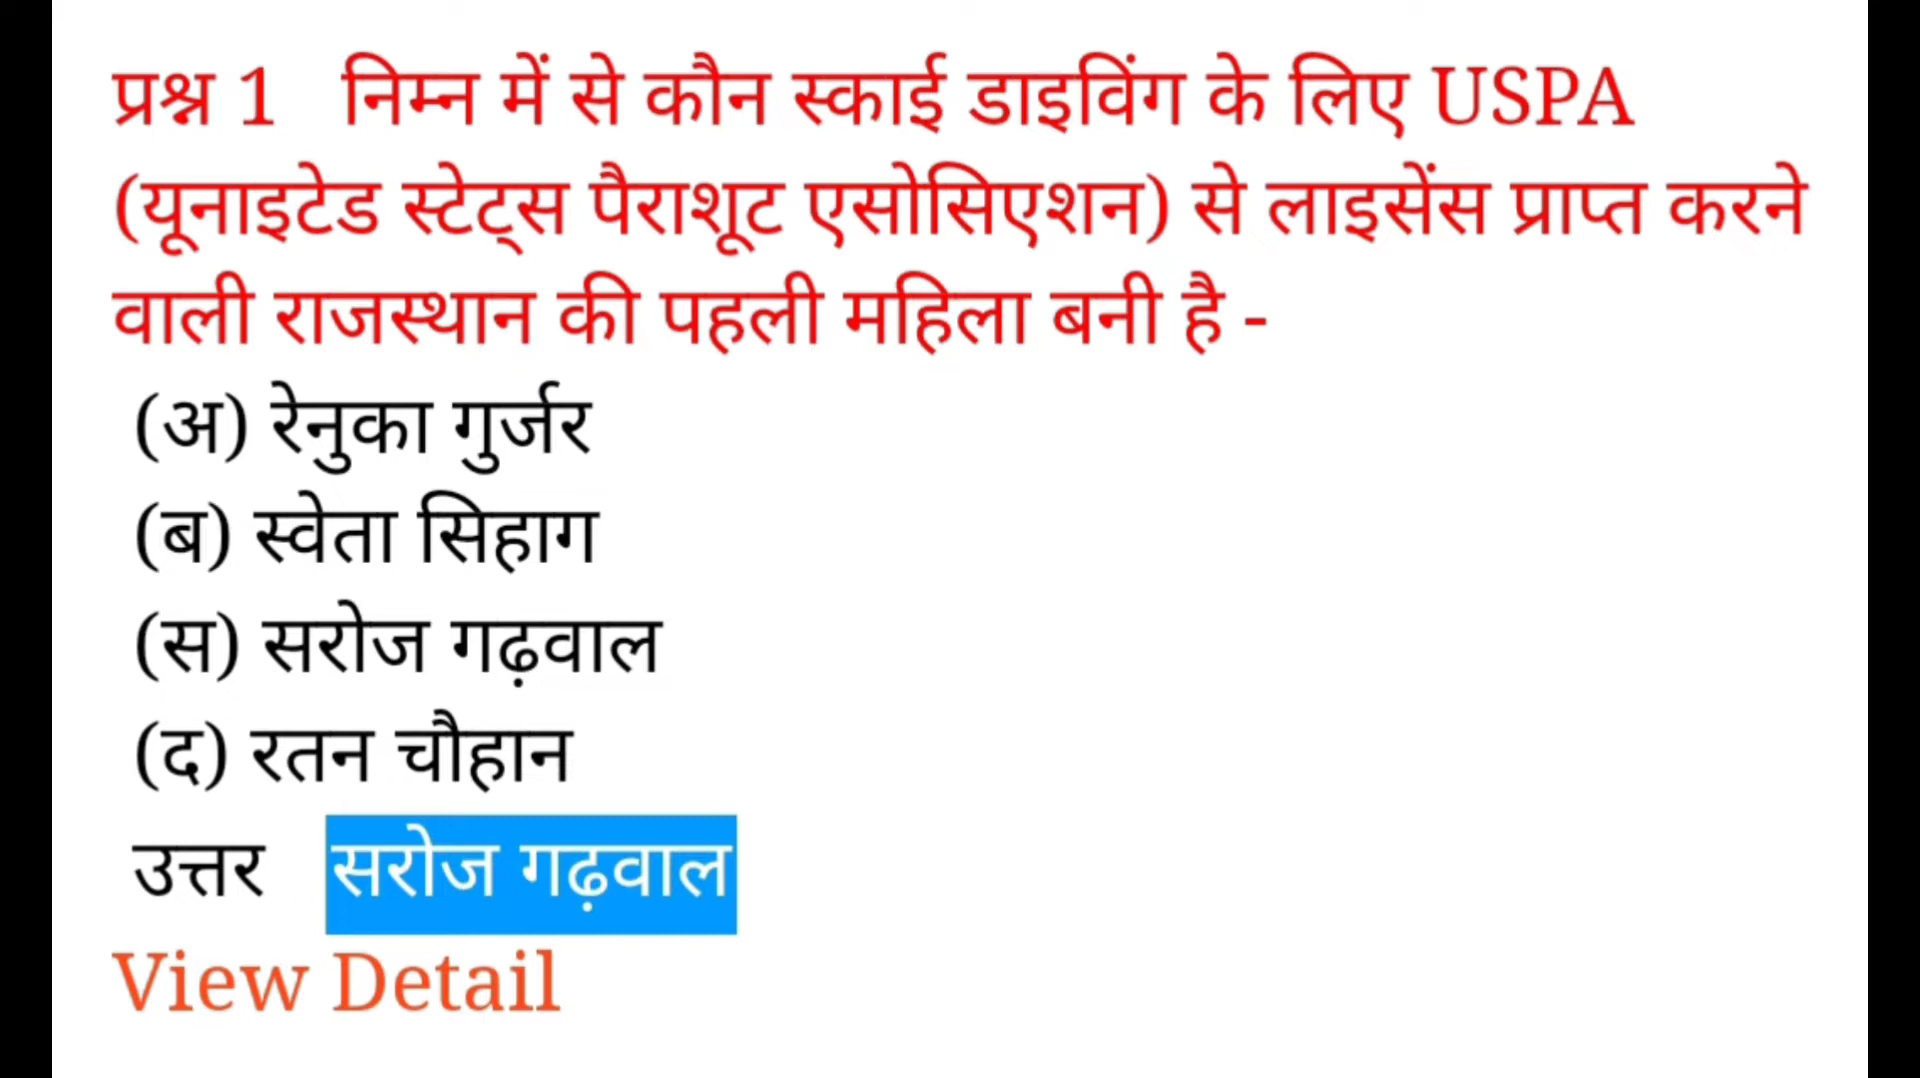 प्रश्न 1 निम्न में से कौन स्काई डाइविंग के लिए USPA
(यूनाइटेड स्टेट्स पैराशूट एसोसिएशन) से लाइसेंस प्राप्त करने
वाली राजस्थान की पहली महिला बनी है -
(अ) रेनुका गुर्जर
(ब) स्वेता सिहाग
(स) सरोज गढ़वाल
(द) रतन चौहान
उत्तर सरोज गढ़वाल
View Detail